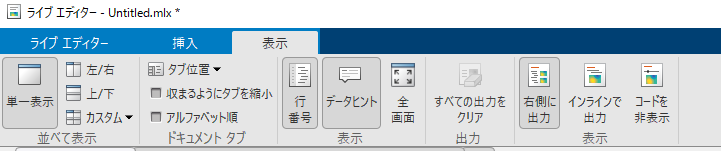 ライブ エディター - Untitled.mlx *
ライブ エディター 挿入 表示
単一表示
左/右
上/下
カスタム
並べて表示
タブ位置
収まるようにタブを縮小
アルファベット順
ドキュメント タブ
行
番号
データヒント
全
画面
表示
すべての出力を
クリア
出力
右側に
出力
インラインで
出力
コードを
非表示
表示